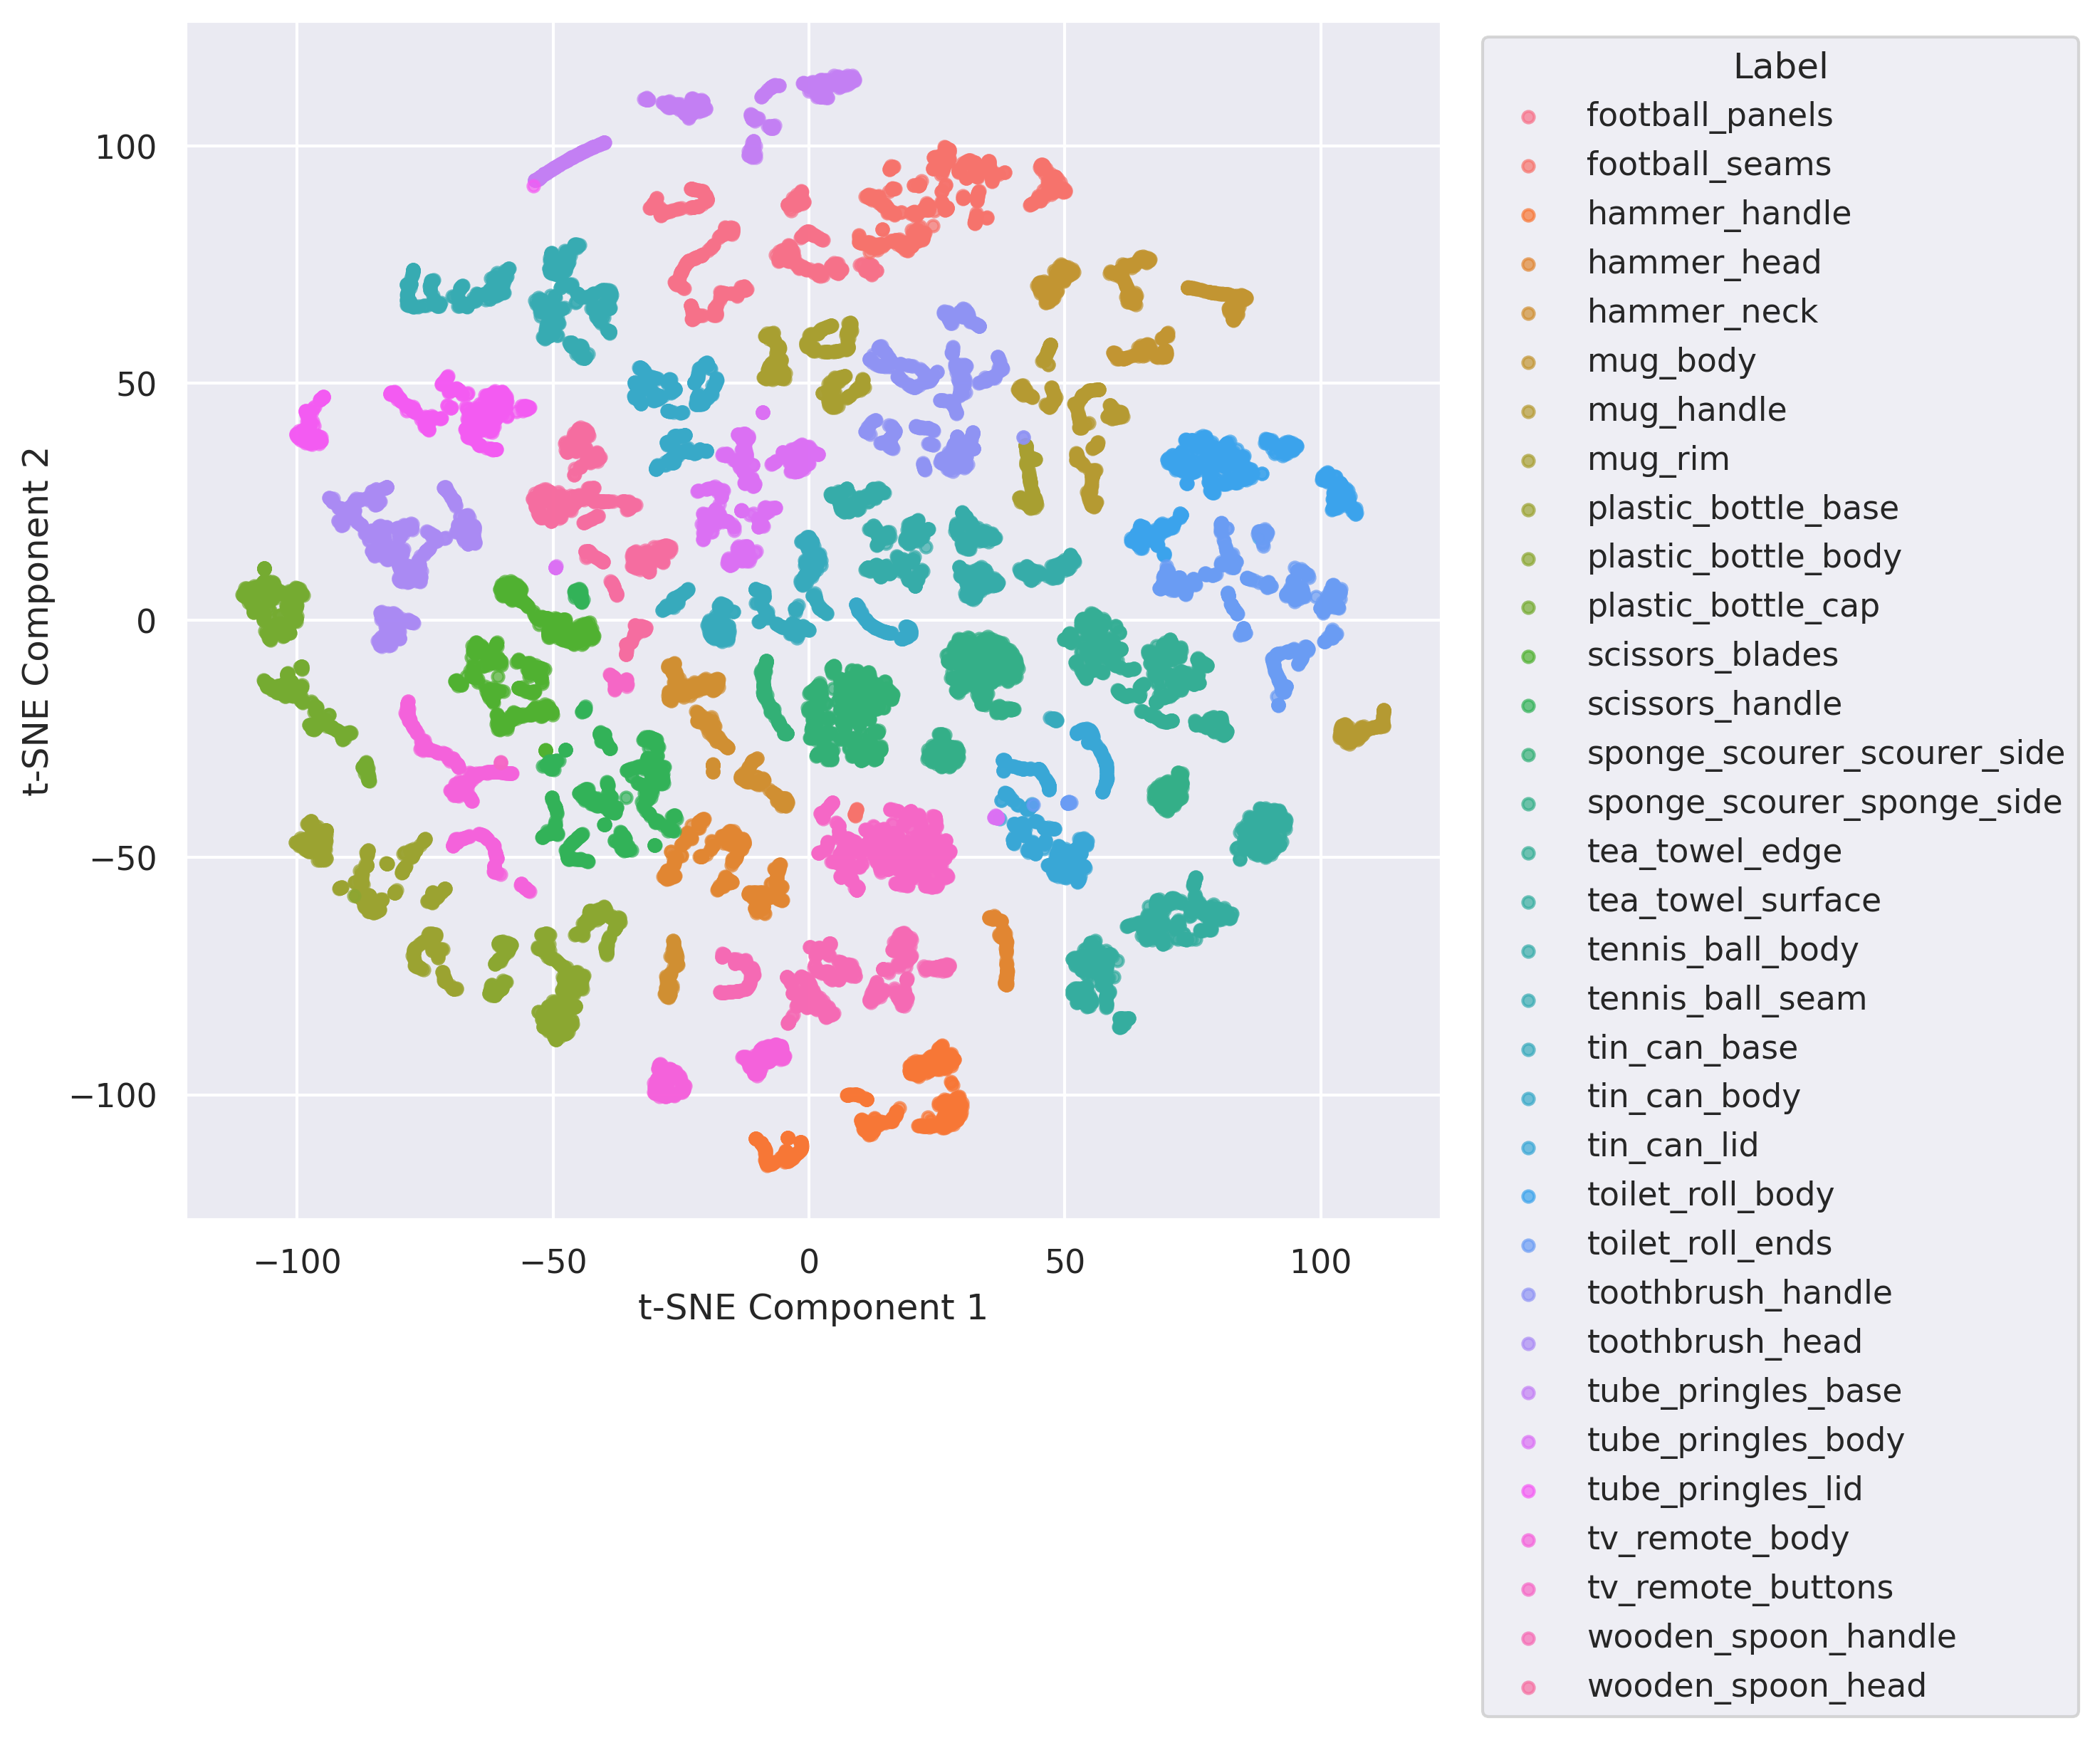 Label
football_panels
football_seams
hammer_handle
hammer_head
hammer_neck
mug_body
mug_handle
mug_rim
plastic_bottle_base
plastic_bottle_body
plastic_bottle_cap
scissors_blades
scissors_handle
sponge_scourer_scourer_side
sponge_scourer_sponge_side
tea_towel_edge
tea_towel_surface
tennis_ball_body
tennis_ball_seam
tin_can_base
tin_can_body
tin_can_lid
toilet_roll_body
toilet_roll_ends
toothbrush_handle
toothbrush_head
tube_pringles_base
tube_pringles_body
tube_pringles_lid
tv_remote_body
tv_remote_buttons
wooden_spoon_handle
wooden_spoon_head
t-SNE Component 2
100
50
0
−50
−100
−100
−50
0
50
100
t-SNE Component 1